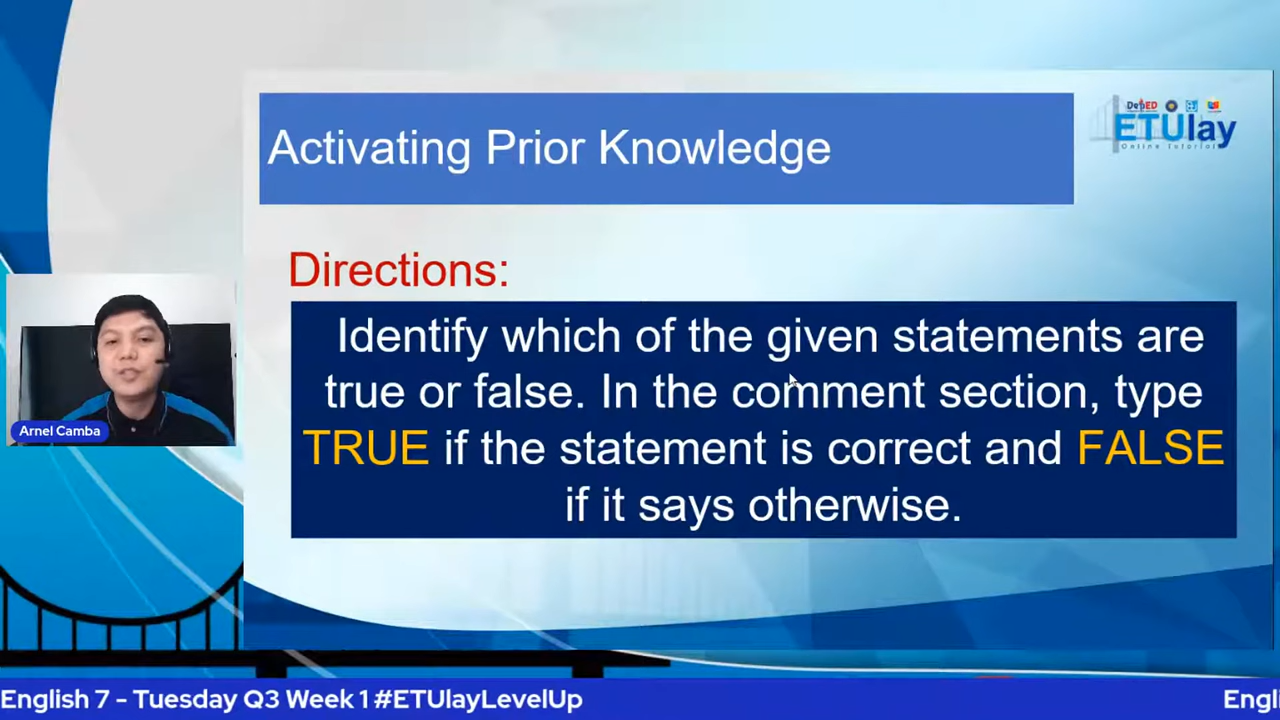 Activating Prior Knowledge
DepED
ETUlay
Online Tutorial
Directions:
Identify which of the given statements are
true or false. In the comment section, type
TRUE if the statement is correct and FALSE
if it says otherwise.
Arnel Camba
English 7 - Tuesday Q3 Week 1 #ETUlayLevelUp
Engli